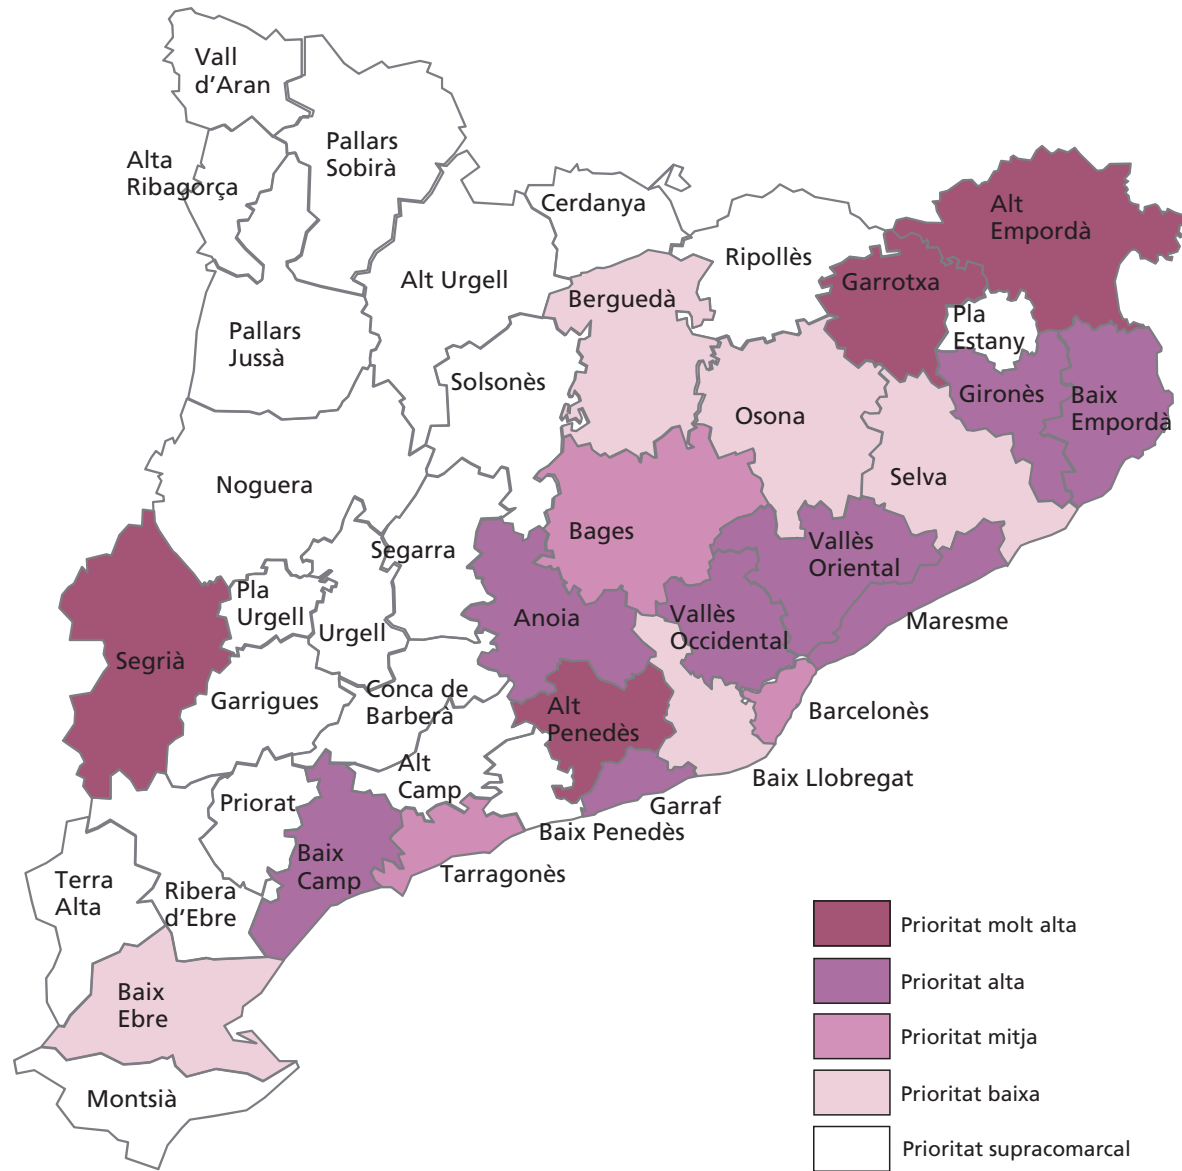 Vall
d'Aran
Pallars
Sobirà
Alta
Ribagorça
Cerdanya
Alt
Empordà
Ripollès
Garrotxa
Alt Urgell
Berguedà
Pla
Estany
Pallars
Jussà
Solsonès
Gironès
Baix
Empordà
Osona
Noguera
Selva
Bages
Segarra
Vallès
Oriental
Pla
Urgell
Urgell
Anoia
Vallès
Occidental
Maresme
Segrià
Garrigues
Conca de
Barberà
Alt
Penedès
Barcelonès
Alt
Camp
Baix Llobregat
Priorat
Garraf
Baix Penedès
Baix
Camp
Tarragonès
Terra
Alta
Ribera
d'Ebre
Baix
Ebre
Montsià
Prioritat molt alta
Prioritat alta
Prioritat mitja
Prioritat baixa
Prioritat supracomarcal